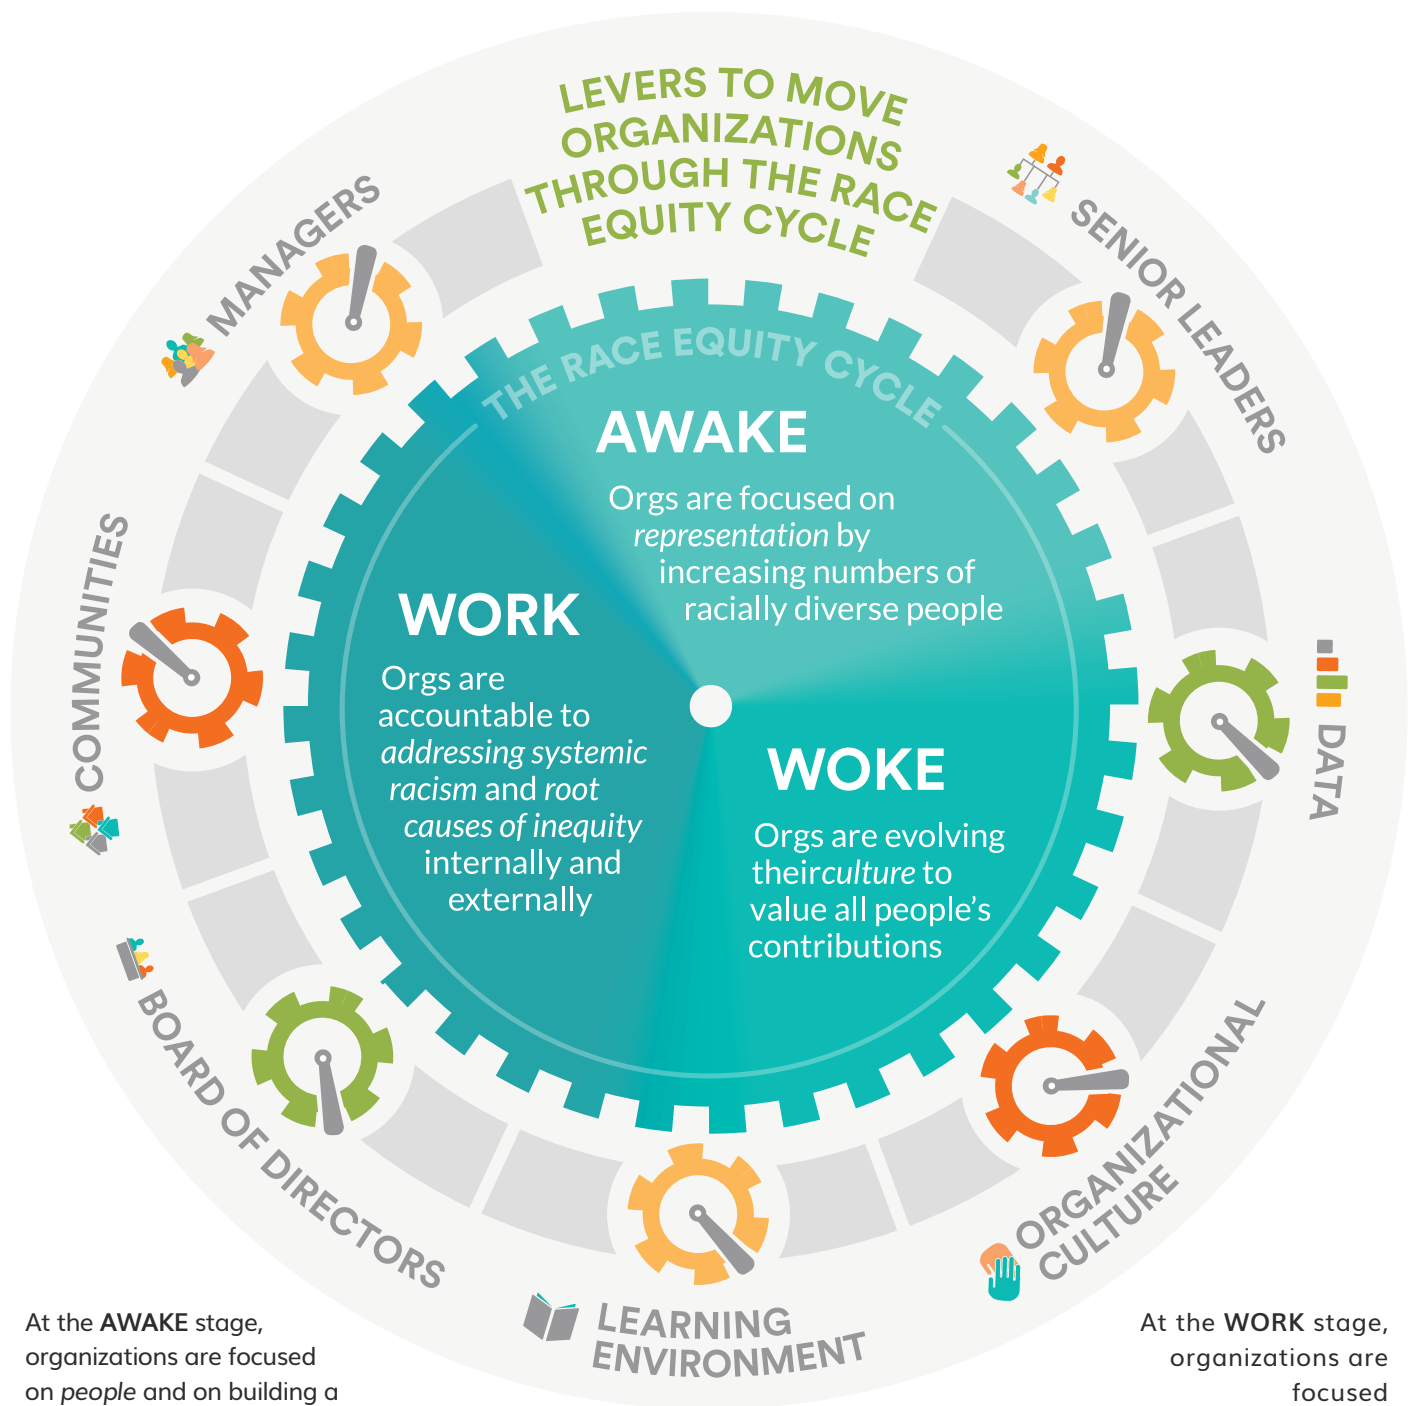 LEVERS TO MOVE
ORGANIZATIONS
THROUGH THE RACE
EQUITY CYCLE
SENIOR LEADERS
MANAGERS
THE RACE EQUITY CYCLE
AWAKE
Orgs are focused on
representation by
increasing numbers of
racially diverse people
COMMUNITIES
WORK
Orgs are
accountable to
addressing systemic
racism and root
causes of inequity
internally and
externally
DATA
WOKE
Orgs are evolving
theirculture to
value all people’s
contributions
BOARD OF DIRECTORS
ORGANIZATIONAL
CULTURE
LEARNING
ENVIRONMENT
At the AWAKE stage,
organizations are focused
on people and on building a
At the WORK stage,
organizations are
focused